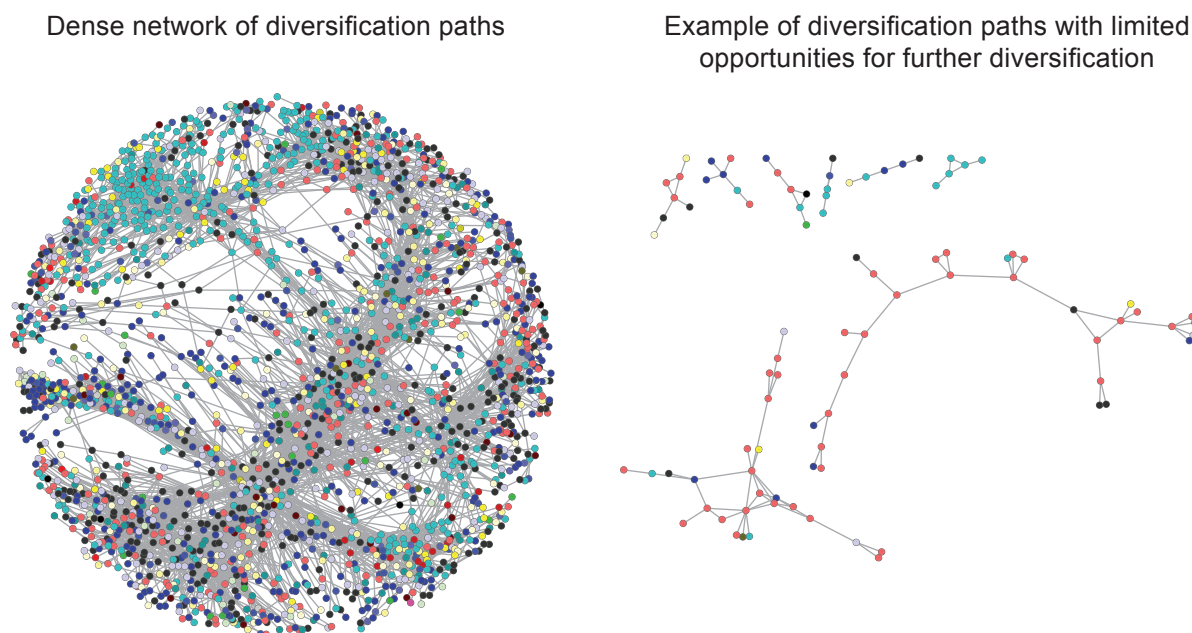 Dense network of diversification paths
Example of diversification paths with limited
opportunities for further diversification